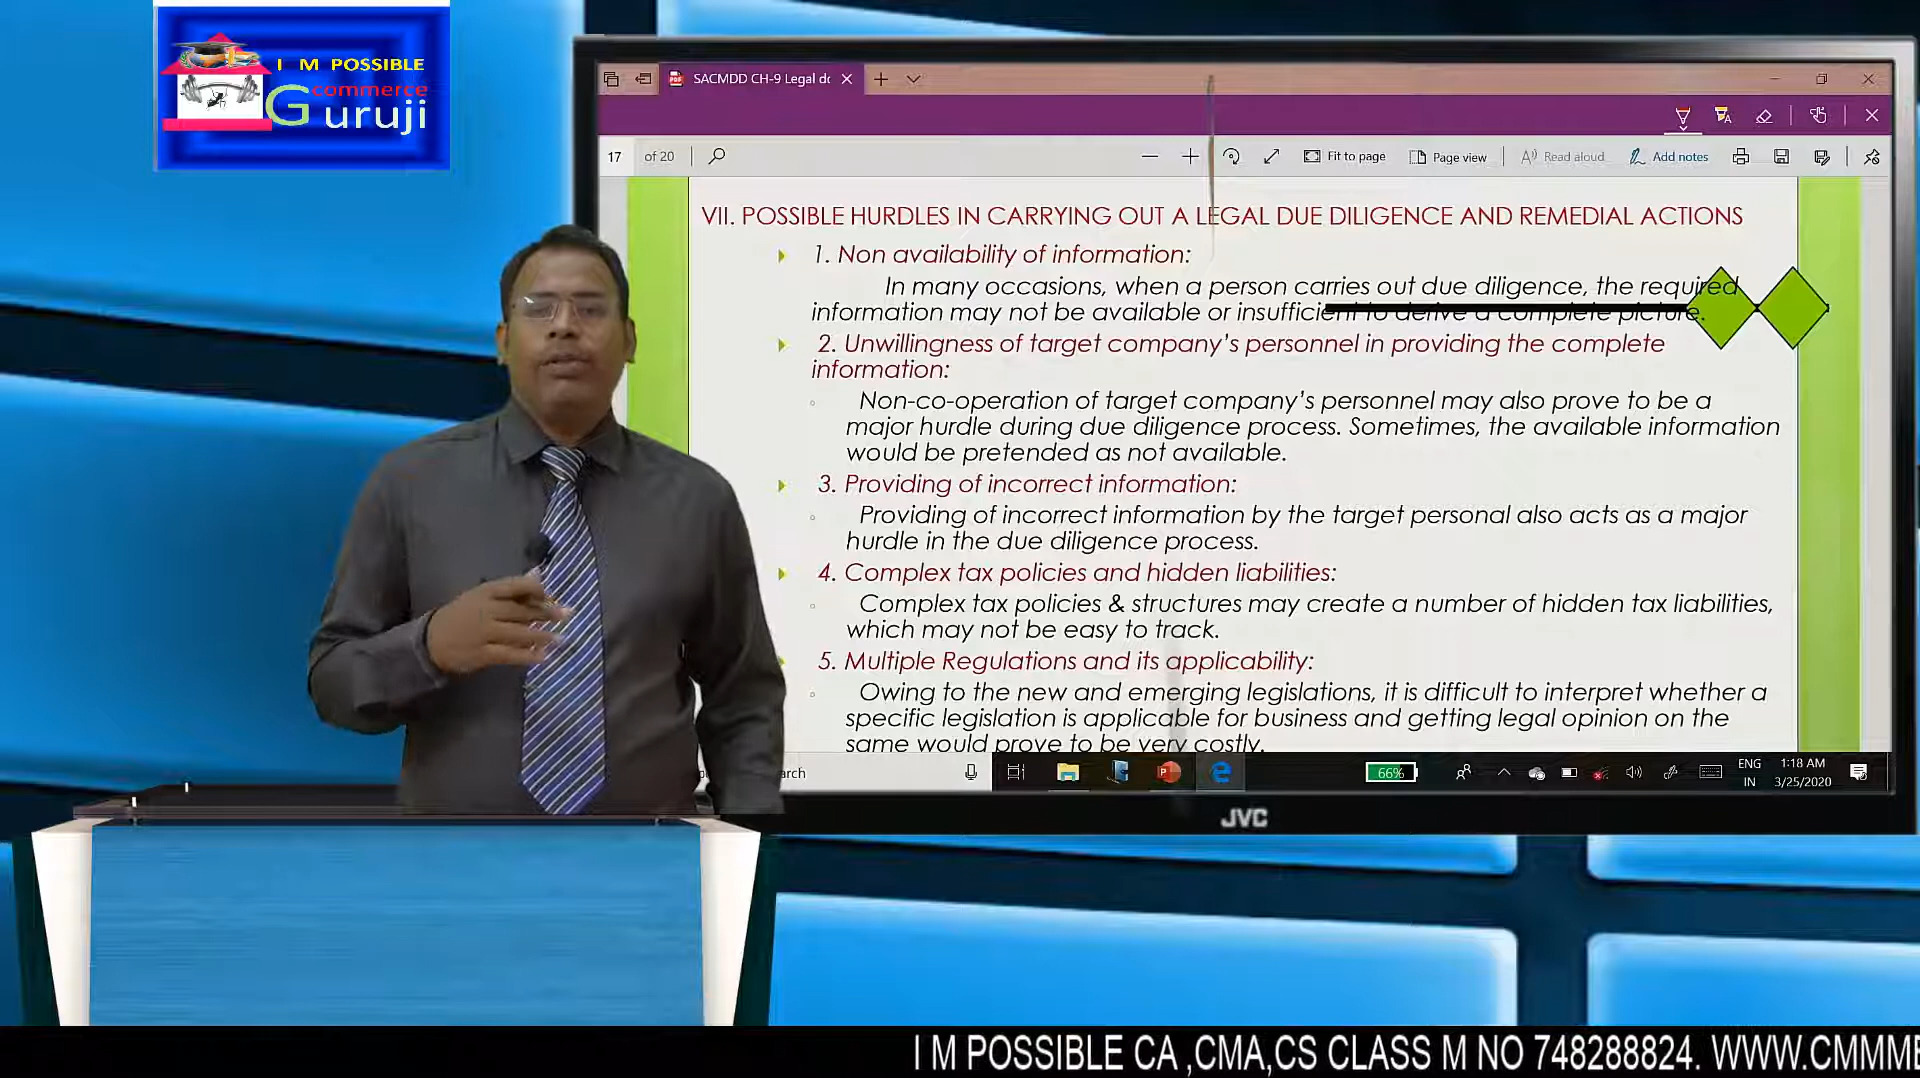 I M POSSIBLE
commerce
Guruji
SACMDD CH-9 Legal dc
17 of 20
Fit to page
Page view
Read aloud
Add notes
VII. POSSIBLE HURDLES IN CARRYING OUT A LEGAL DUE DILIGENCE AND REMEDIAL ACTIONS
1. Non availability of information:
In many occasions, when a person carries out due diligence, the required
information may not be available or insufficient to derive a complete picture.
2. Unwillingness of target company's personnel in providing the complete
information:
Non-co-operation of target company's personnel may also prove to be a
major hurdle during due diligence process. Sometimes, the available information
would be pretended as not available.
3. Providing of incorrect information:
Providing of incorrect information by the target personal also acts as a major
hurdle in the due diligence process.
4. Complex tax policies and hidden liabilities:
Complex tax policies & structures may create a number of hidden tax liabilities,
which may not be easy to track.
5. Multiple Regulations and its applicability:
Owing to the new and emerging legislations, it is difficult to interpret whether a
specific legislation is applicable for business and getting legal opinion on the
same would prove to be very costly.
arch
66%
ENG
IN
1:18 AM
3/25/2020
JVC
I M POSSIBLE CA ,CMA,CS CLASS M NO 748288824. WWW.CMMME